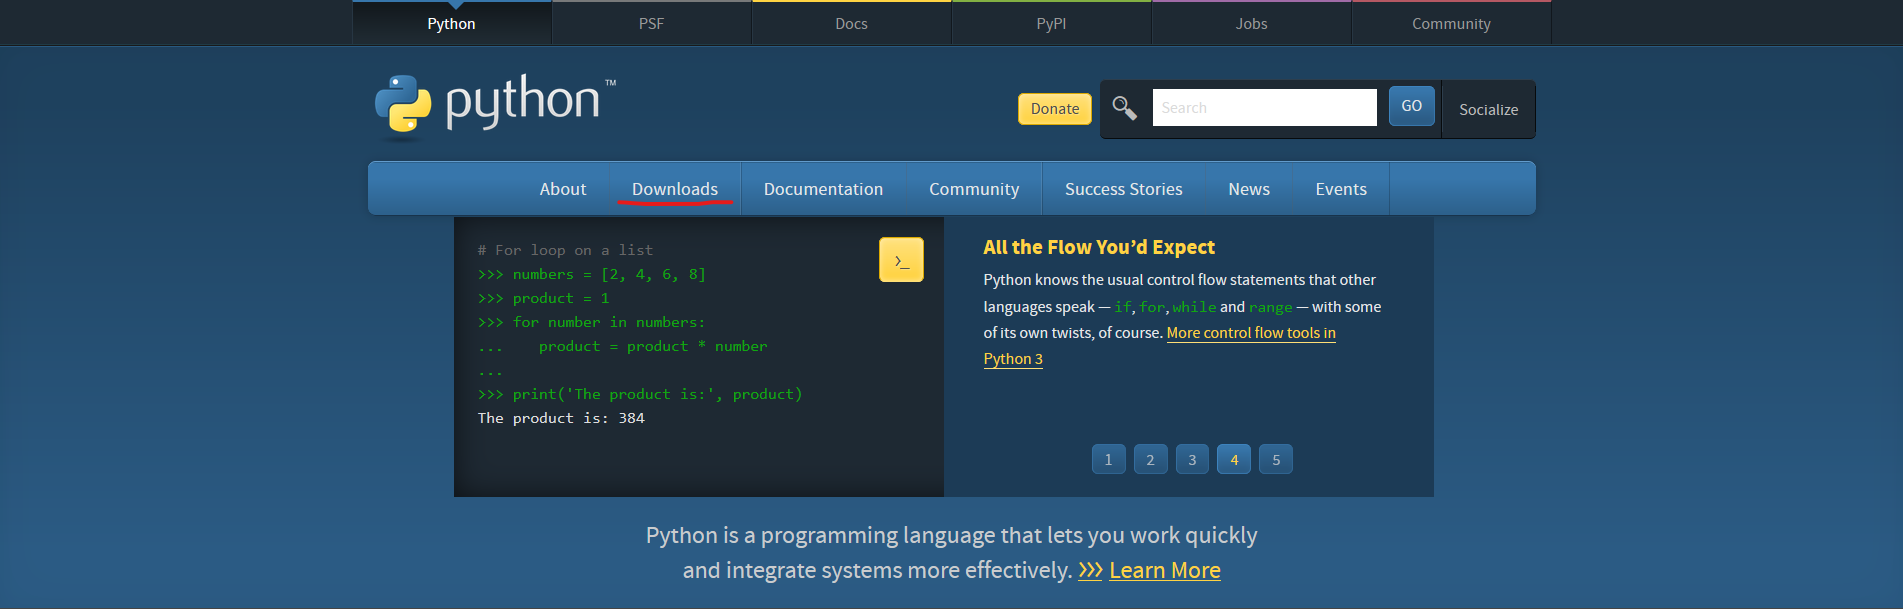 Python PSF Docs PyPI Jobs Community
python™
Donate Search GO Socialize
About Downloads Documentation Community Success Stories News Events
# For loop on a list
>>> numbers = [2, 4, 6, 8]
>>> product = 1
>>> for number in numbers:
...    product = product * number
...
>>> print('The product is:', product)
The product is: 384
>_
All the Flow You’d Expect
Python knows the usual control flow statements that other
languages speak — if, for, while and range — with some
of its own twists, of course. More control flow tools in
Python 3
1 2 3 4 5
Python is a programming language that lets you work quickly
and integrate systems more effectively. >>> Learn More